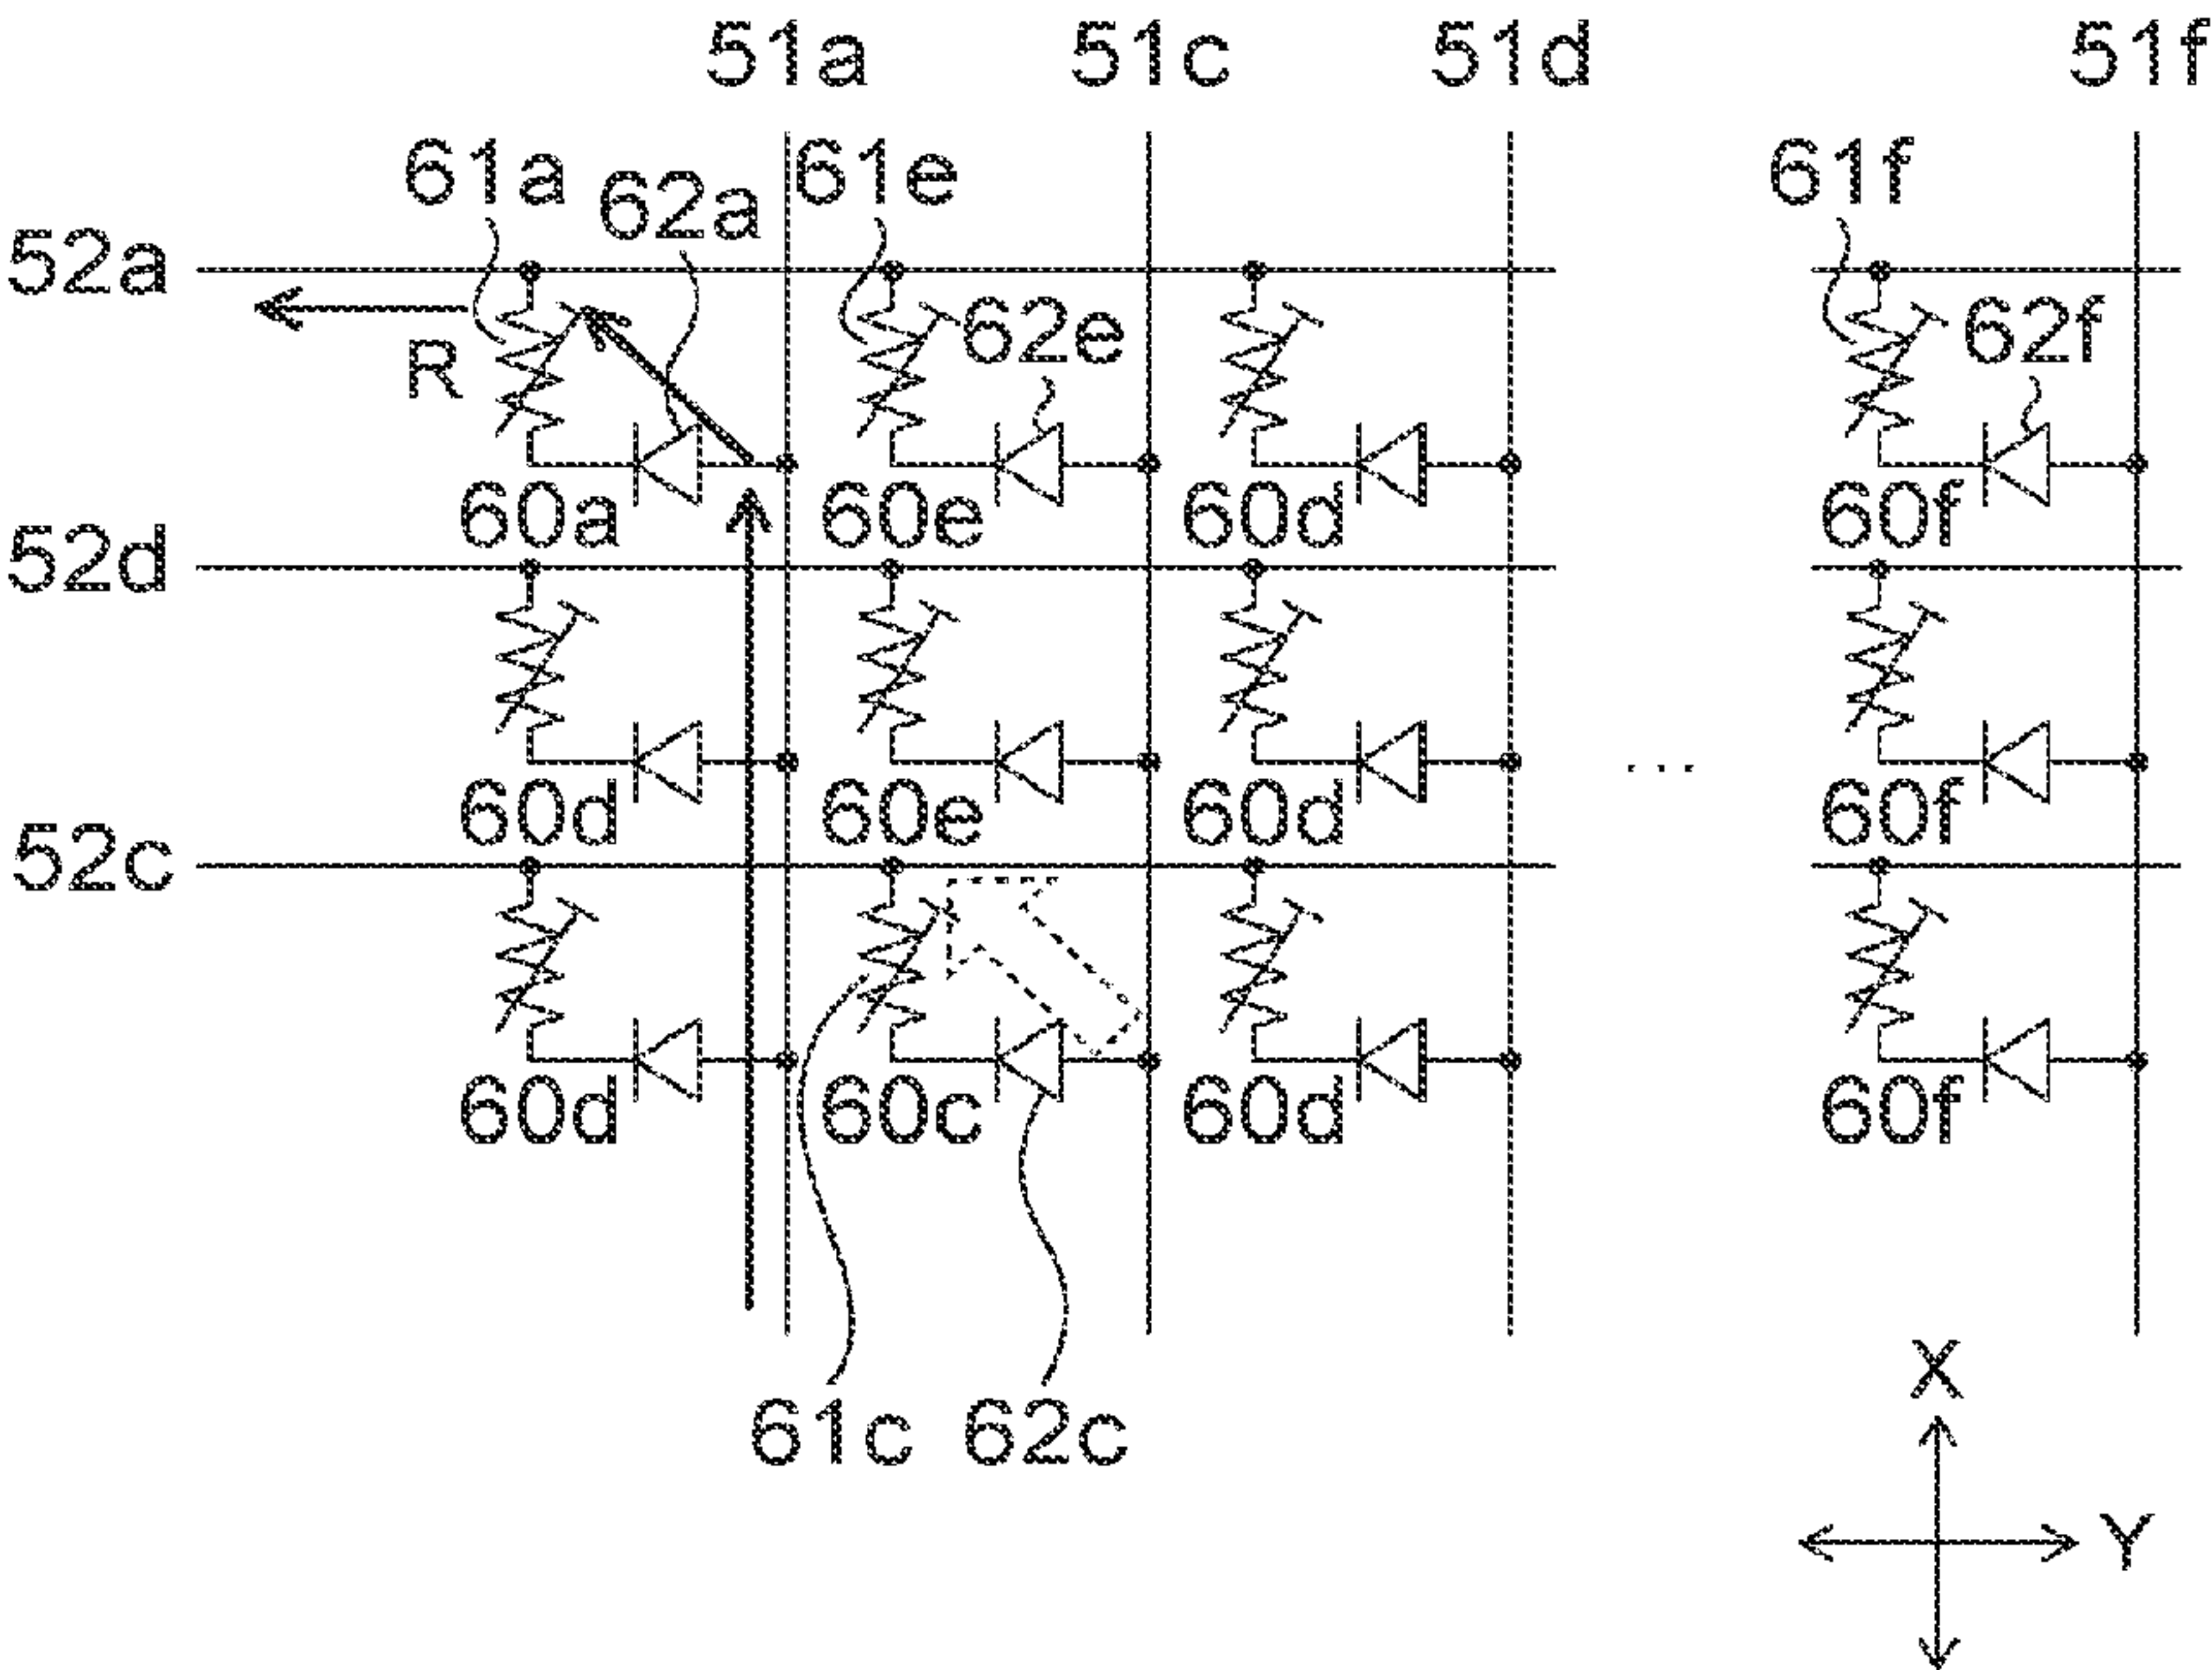 51a 51c 51d 51f
61a 62a 61e 61f
52a
R 62e 62f
60a 60e 60d 60f
52d
60d 60e 60d 60f
52c
60d 60c 60d 60f
61c 62c
X
Y
...